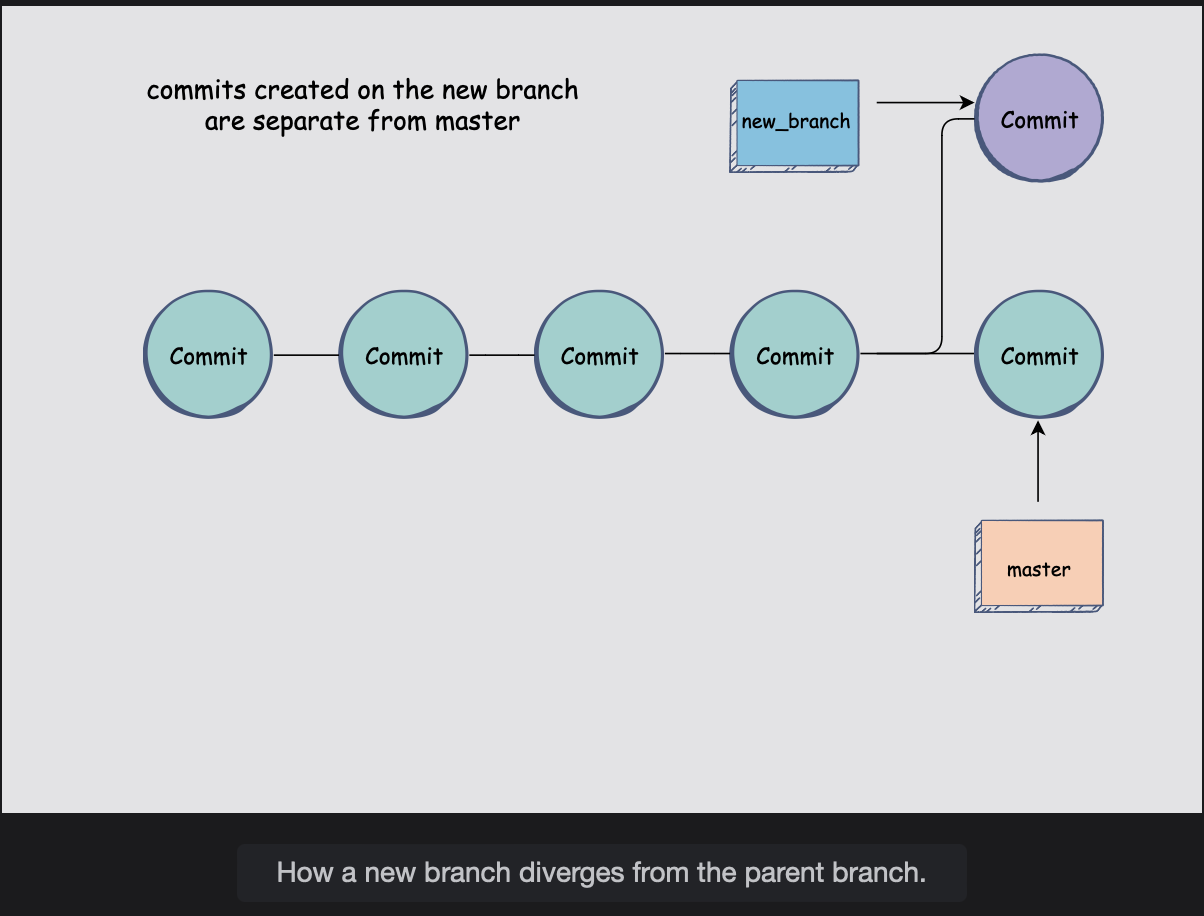 commits created on the new branch
are separate from master
new_branch
Commit
Commit
Commit
Commit
Commit
Commit
master
How a new branch diverges from the parent branch.